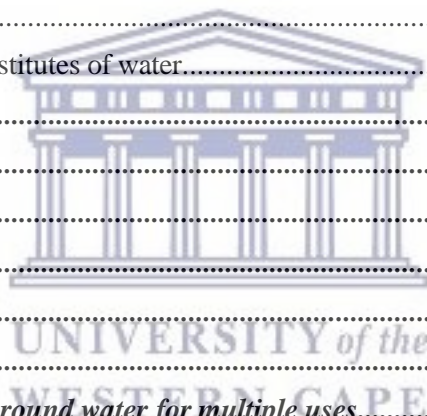 ................................................................
stitutes of water....................................
................................................................
................................................................
................................................................
................................................................
................................................................
UNIVERSITY of the
................................................................
round water for multiple uses..........
WESTERN CAPE